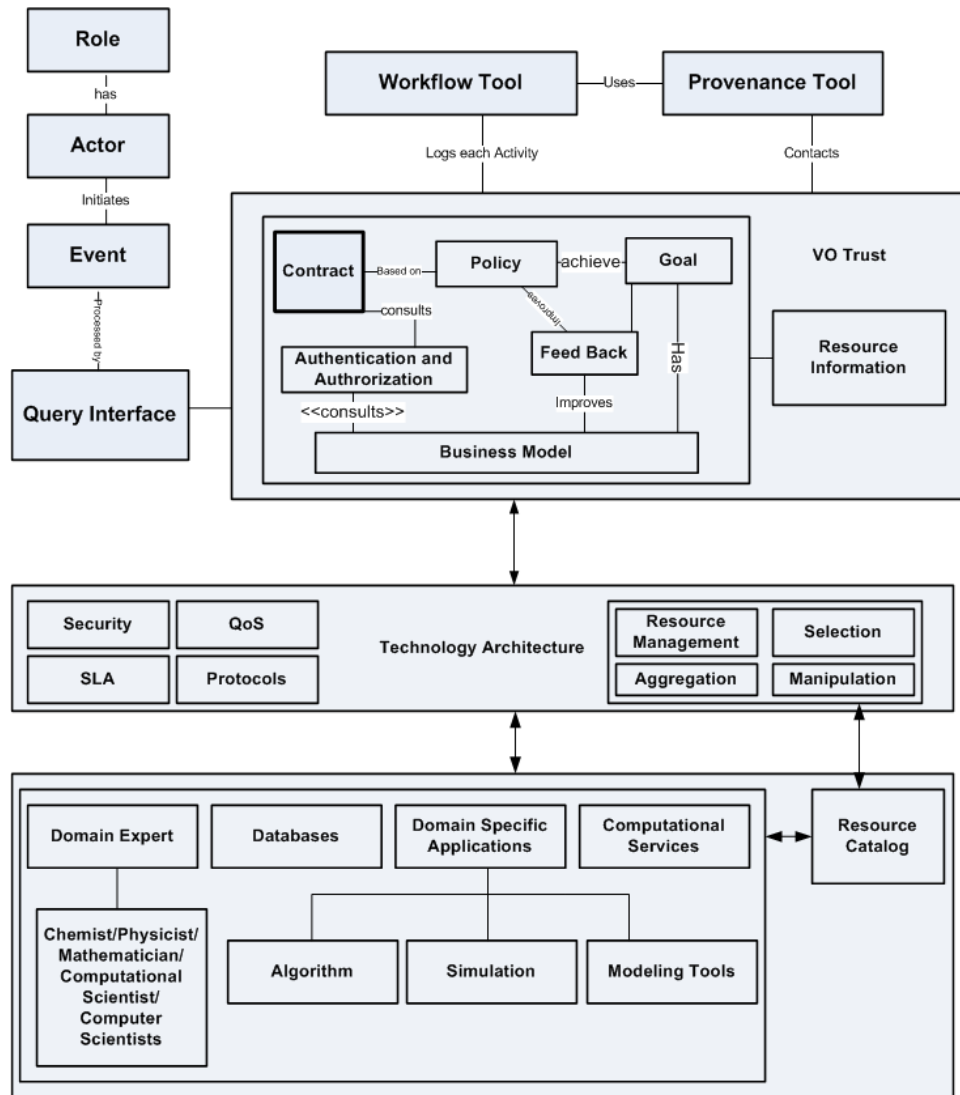 Role
has
Actor
Initiates
Event
Processed by
Query Interface
Workflow Tool
Uses
Provenance Tool
Logs each Activity
Contacts
VO Trust
Contract
Based on
Policy
achieve
Goal
consults
Improves
Authentication and
Authrorization
Feed Back
Has
<<consults>>
Improves
Business Model
Resource
Information
Security
QoS
SLA
Protocols
Technology Architecture
Resource
Management
Selection
Aggregation
Manipulation
Domain Expert
Databases
Domain Specific
Applications
Computational
Services
Resource
Catalog
Chemist/Physicist/
Mathematician/
Computational
Scientist/
Computer
Scientists
Algorithm
Simulation
Modeling Tools